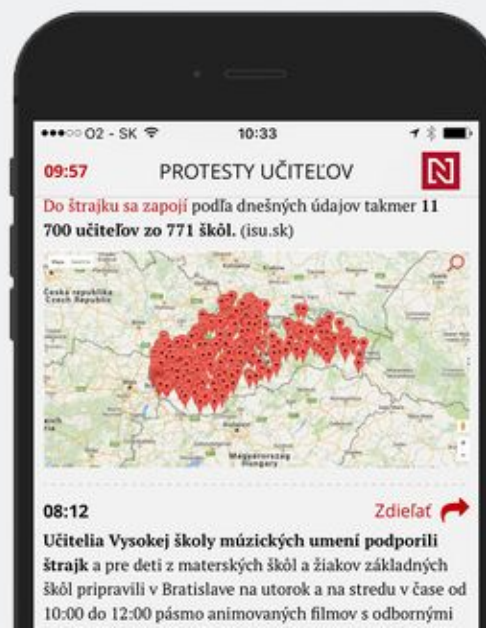 ●●●○○ O2 - SK 10:33
09:57 PROTESTY UČITEĽOV N
Do štrajku sa zapojí podľa dnešných údajov takmer 11
700 učiteľov zo 771 škôl. (isu.sk)
Česká republika
Czech Republic
Magyarország
Hungary
08:12 Zdieľať
Učitelia Vysokej školy múzických umení podporili
štrajk a pre deti z materských škôl a žiakov základných
škôl pripravili v Bratislave na utorok a na stredu v čase od
10:00 do 12:00 pásmo animovaných filmov s odbornými